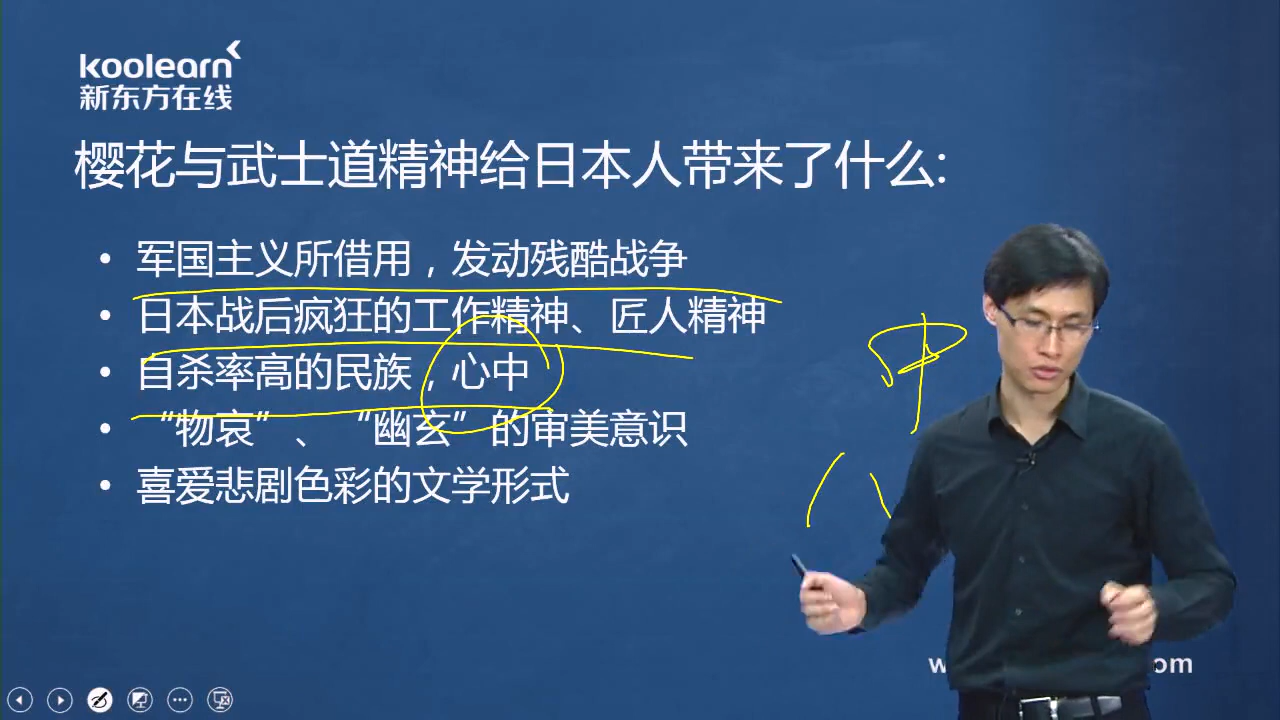 koolearn
新东方在线
樱花与武士道精神给日本人带来了什么:
• 军国主义所借用，发动残酷战争
• 日本战后疯狂的工作精神、匠人精神
• 自杀率高的民族，心中
• “物哀”、“幽玄”的审美意识
• 喜爱悲剧色彩的文学形式
中
w
om